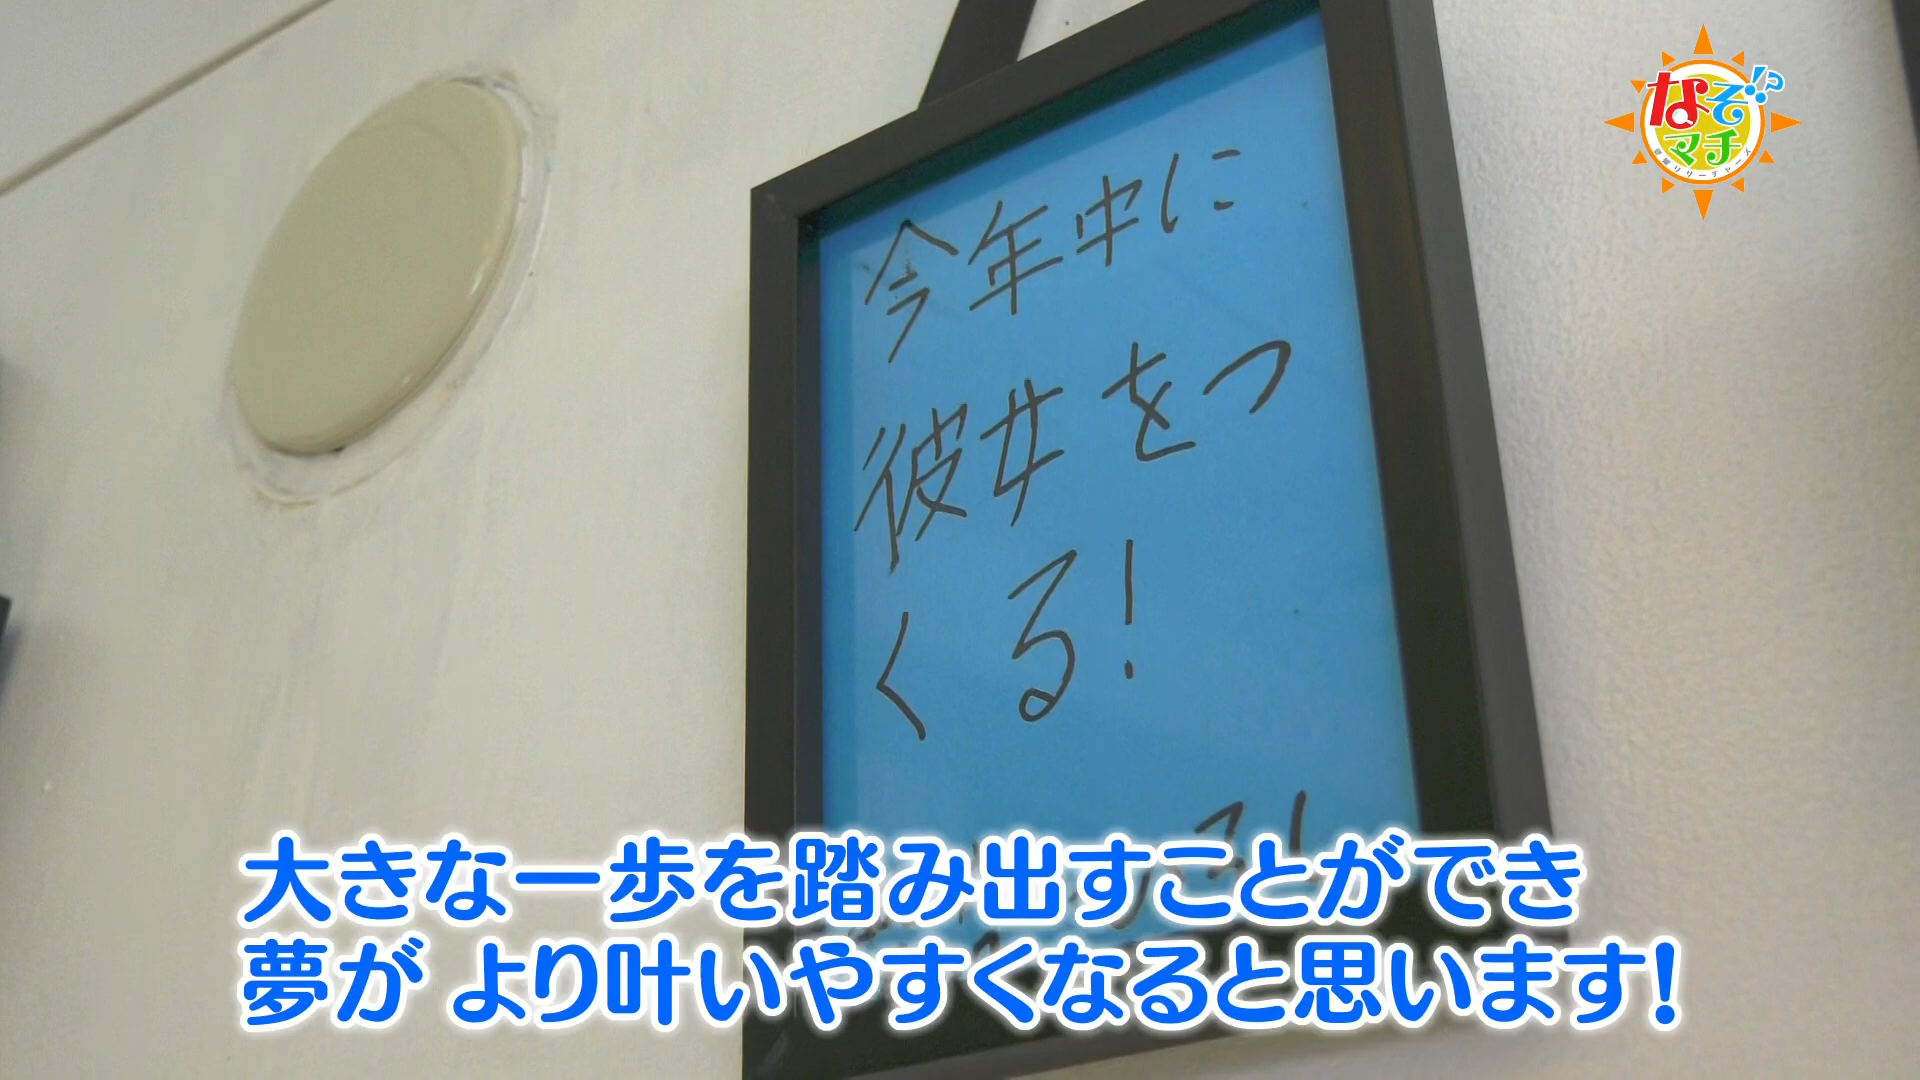 なぞ!?
マチ
今年中に
彼女をつ
くる!
大きな一歩を踏み出すことができ
夢が より叶いやすくなると思います!